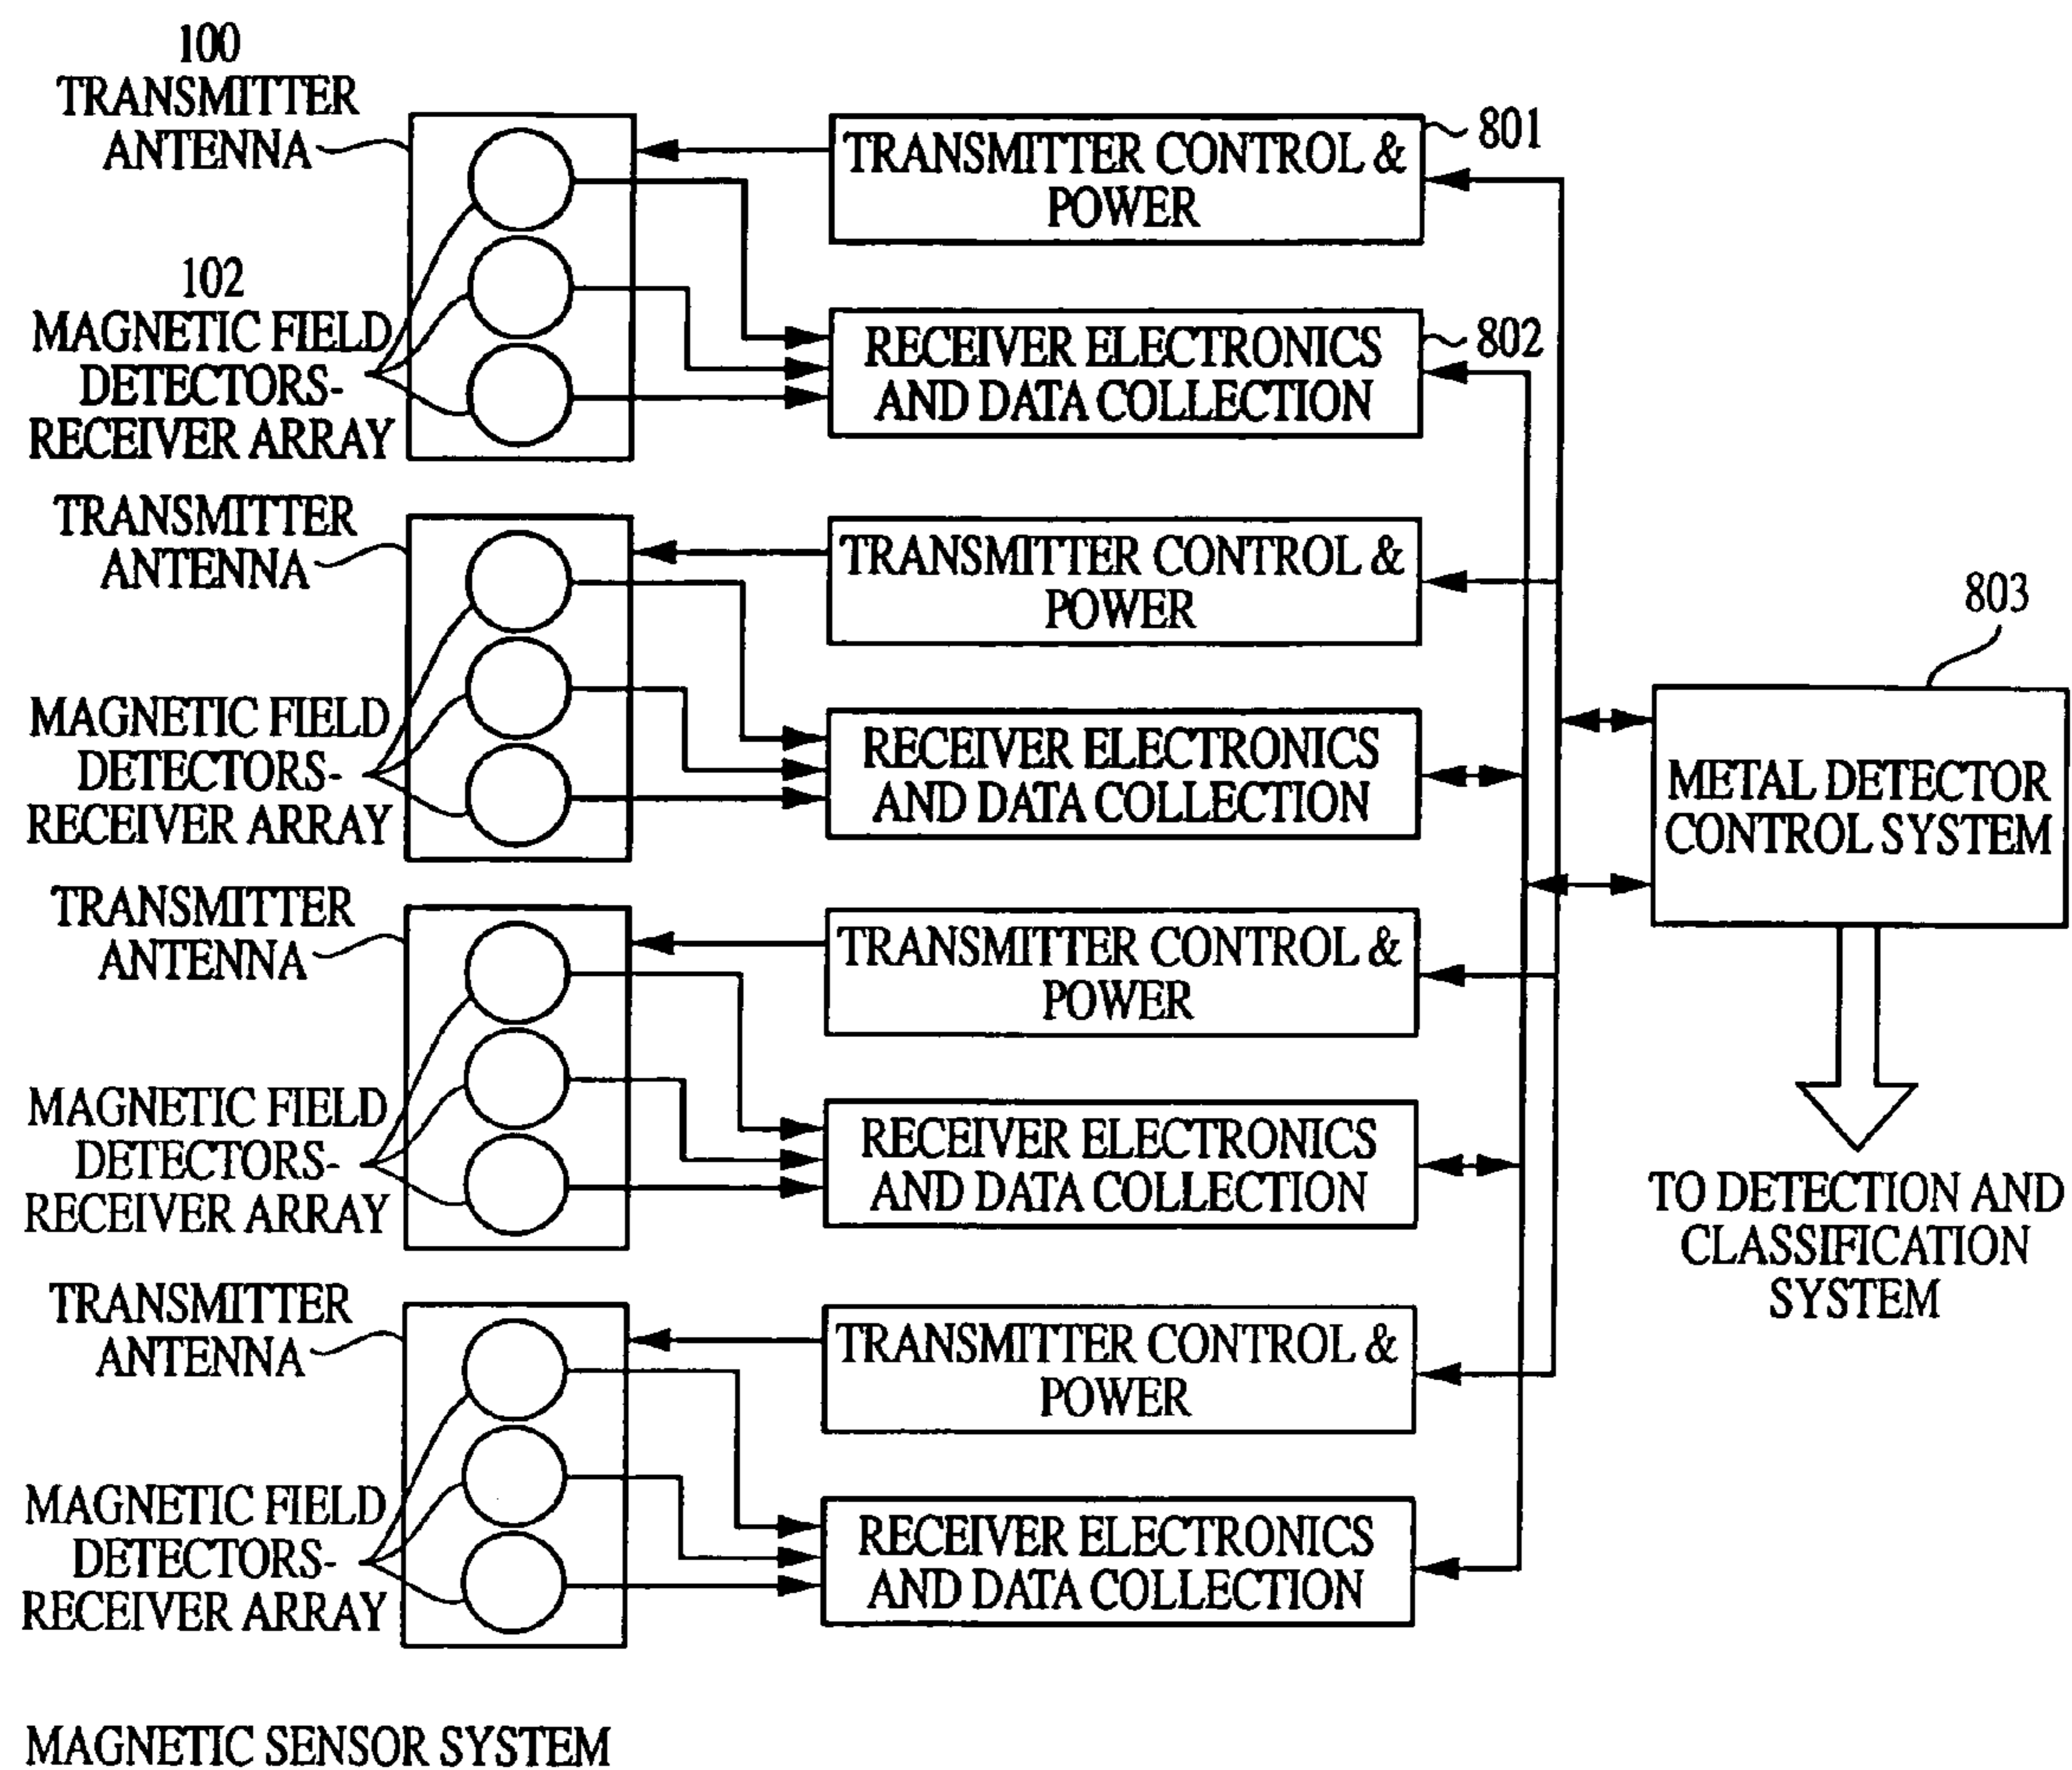 100
TRANSMITTER
ANTENNA
TRANSMITTER CONTROL &
POWER
801
102
MAGNETIC FIELD
DETECTORS-
RECEIVER ARRAY
RECEIVER ELECTRONICS
AND DATA COLLECTION
802
TRANSMITTER
ANTENNA
TRANSMITTER CONTROL &
POWER
MAGNETIC FIELD
DETECTORS-
RECEIVER ARRAY
RECEIVER ELECTRONICS
AND DATA COLLECTION
803
METAL DETECTOR
CONTROL SYSTEM
TRANSMITTER
ANTENNA
TRANSMITTER CONTROL &
POWER
MAGNETIC FIELD
DETECTORS-
RECEIVER ARRAY
RECEIVER ELECTRONICS
AND DATA COLLECTION
TO DETECTION AND
CLASSIFICATION
SYSTEM
TRANSMITTER
ANTENNA
TRANSMITTER CONTROL &
POWER
MAGNETIC FIELD
DETECTORS-
RECEIVER ARRAY
RECEIVER ELECTRONICS
AND DATA COLLECTION
MAGNETIC SENSOR SYSTEM